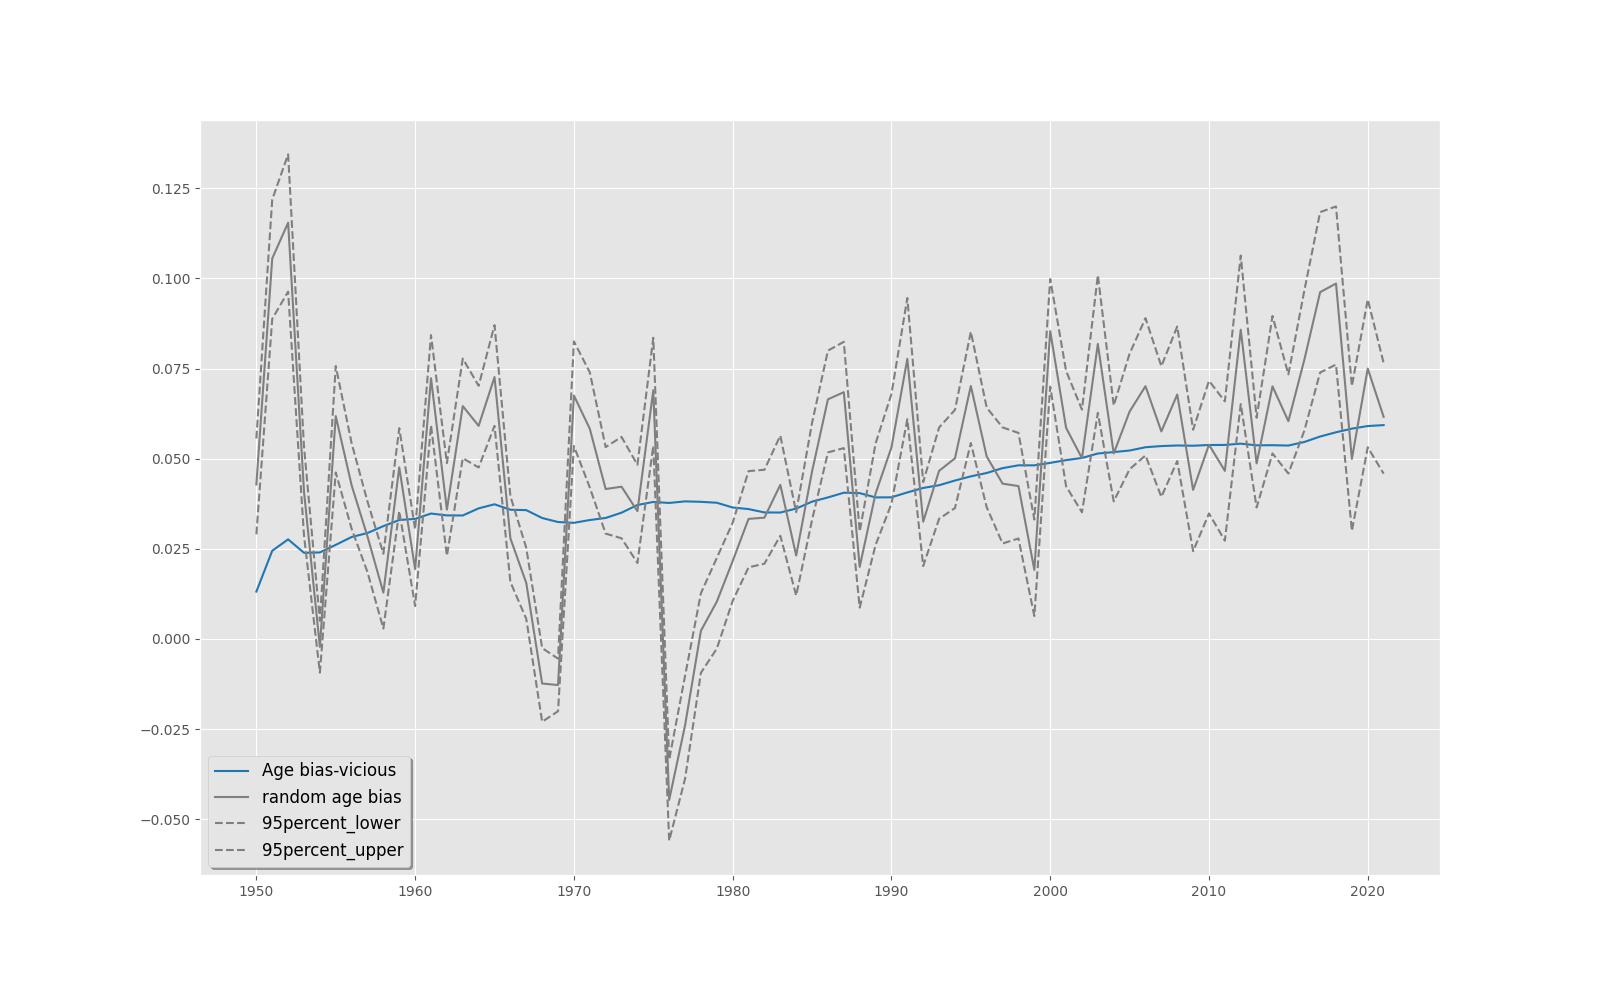 0.125
0.100
0.075
0.050
0.025
0.000
−0.025
−0.050
Age bias-vicious
random age bias
95percent_lower
95percent_upper
1950 1960 1970 1980 1990 2000 2010 2020